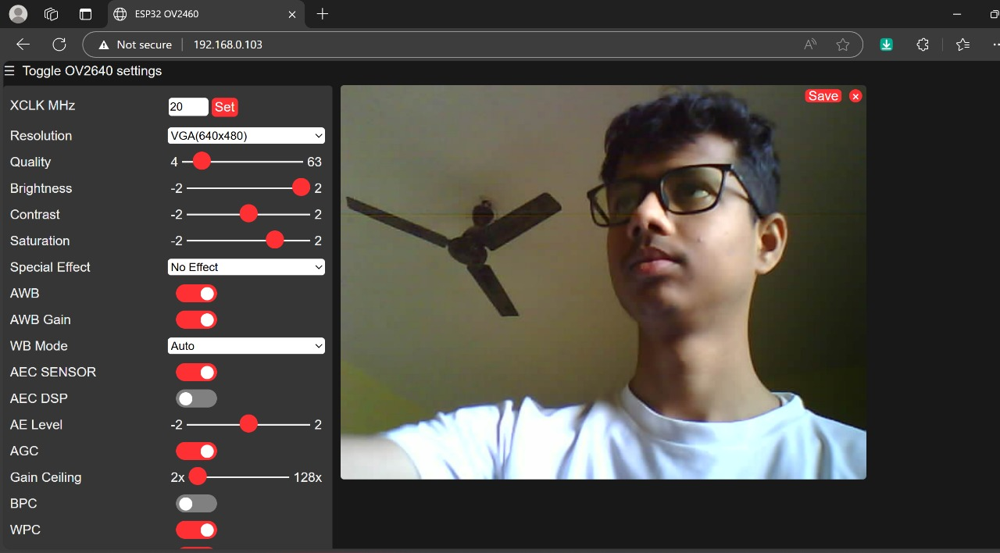 ESP32 OV2460
Not secure 192.168.0.103
Toggle OV2640 settings
XCLK MHz 20 Set
Save
Resolution VGA(640x480)
Quality 4 63
Brightness -2 2
Contrast -2 2
Saturation -2 2
Special Effect No Effect
AWB
AWB Gain
WB Mode Auto
AEC SENSOR
AEC DSP
AE Level -2 2
AGC
Gain Ceiling 2x 128x
BPC
WPC